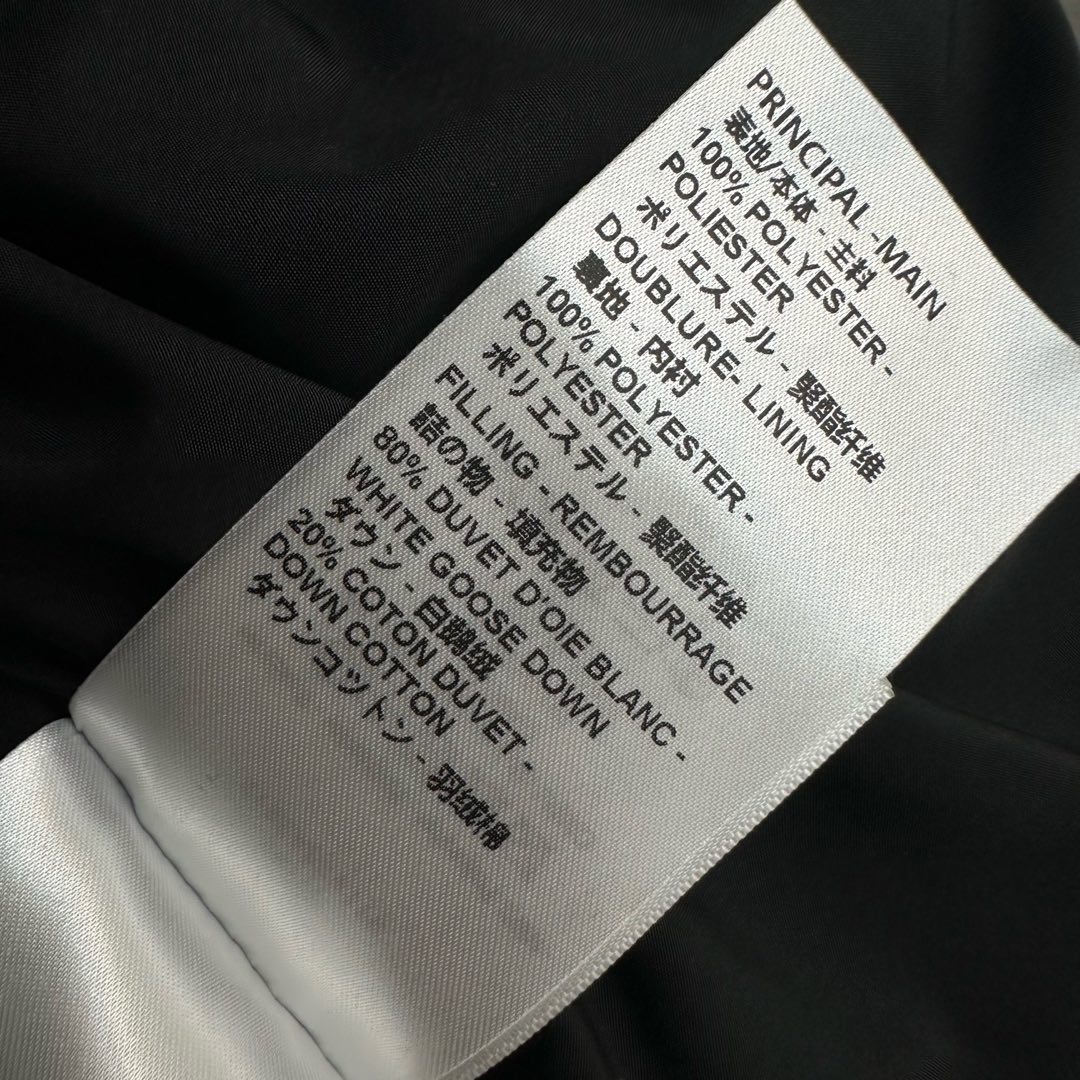 PRINCIPAL -MAIN
表地/本体 - 主料
100% POLYESTER -
POLIESTER
ポリエステル - 聚酯纤维
DOUBLURE- LINING
裏地 - 内衬
100% POLYESTER -
POLYESTER
ポリエステル - 聚酯纤维
FILLING - REMBOURRAGE
詰の物 - 填充物
80% DUVET D'OIE BLANC -
WHITE GOOSE DOWN
ダウン - 白鹅绒
20% COTON DUVET -
DOWN COTTON
ダウンコットン - 羽绒棉